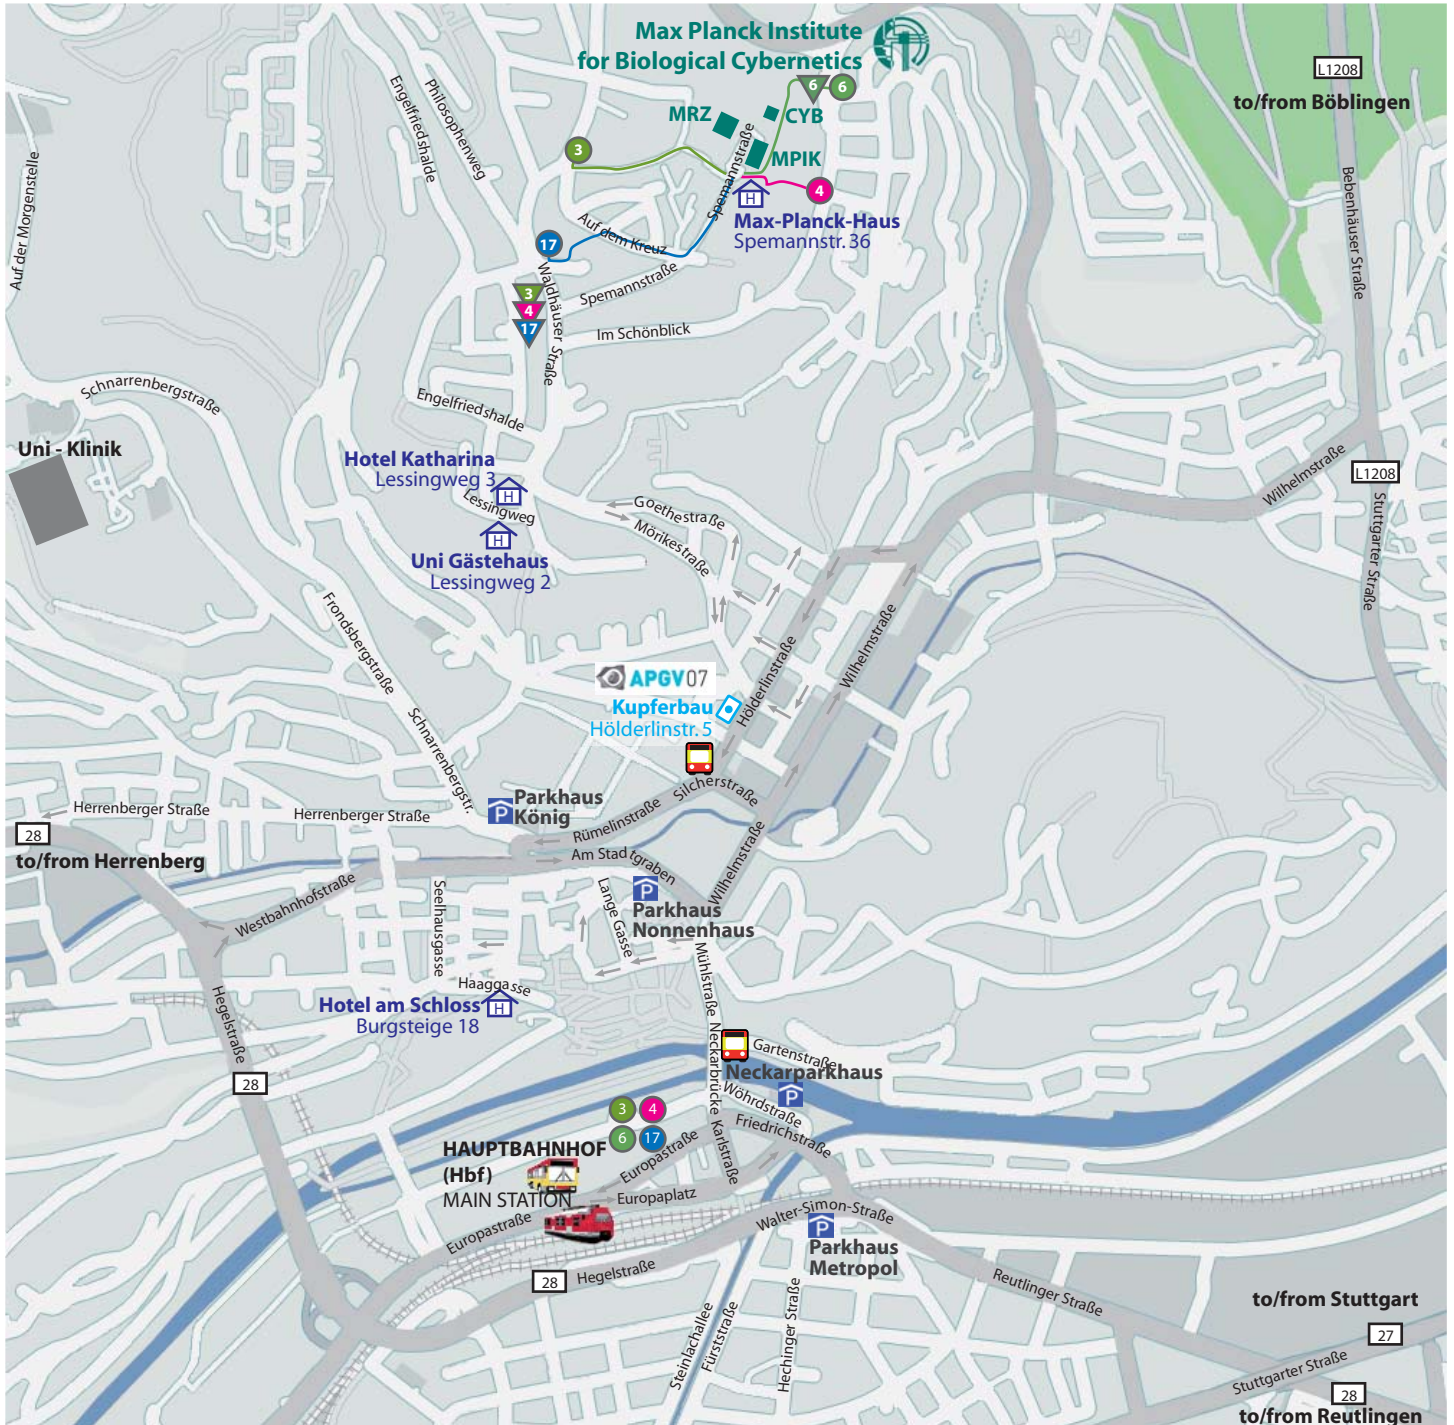 Max Planck Institute
for Biological Cybernetics
6
6
L1208
to/from Böblingen
MRZ
CYB
MPIK
3
4
Max-Planck-Haus
Spemannstr. 36
H
Spemannstraße
Engelfriedshalde
Philosophenweg
Auf der Morgenstelle
Bebenhäuser Straße
Auf dem Kreuz
17
Spemannstraße
Waldhäuser Straße
3
4
17
Im Schönblick
Schnarrenbergstraße
Engelfriedshalde
Uni - Klinik
Hotel Katharina
Lessingweg 3
H
Lessingweg
H
Uni Gästehaus
Lessingweg 2
Goethestraße
Mörikestraße
Wilhelmstraße
L1208
Stuttgarter Straße
Frondsbergstraße
Schnarrenbergstr.
Hölderlinstraße
Wilhelmstraße
APGV07
Kupferbau
Hölderlinstr. 5
Silcherstraße
Rümelinstraße
Parkhaus
König
P
Herrenberger Straße
Herrenberger Straße
28
to/from Herrenberg
Am Stadtgraben
Wilhelmstraße
Westbahnhofstraße
Seelhausgasse
Lange Gasse
P
Parkhaus
Nonnenhaus
Haaggasse
Hotel am Schloss
Burgsteige 18
H
Mühlstraße
Neckarbrücke
Gartenstraße
Neckarparkhaus
P
Wöhrdstraße
Friedrichstraße
Karlstraße
Hegelstraße
28
3
4
6
17
HAUPTBAHNHOF
(Hbf)
MAIN STATION
Europastraße
Europaplatz
Europastraße
Walter-Simon-Straße
P
Parkhaus
Metropol
28
Hegelstraße
Reutlinger Straße
Steinlachallee
Fürststraße
Hechinger Straße
to/from Stuttgart
27
Stuttgarter Straße
28
to/from Reutlingen